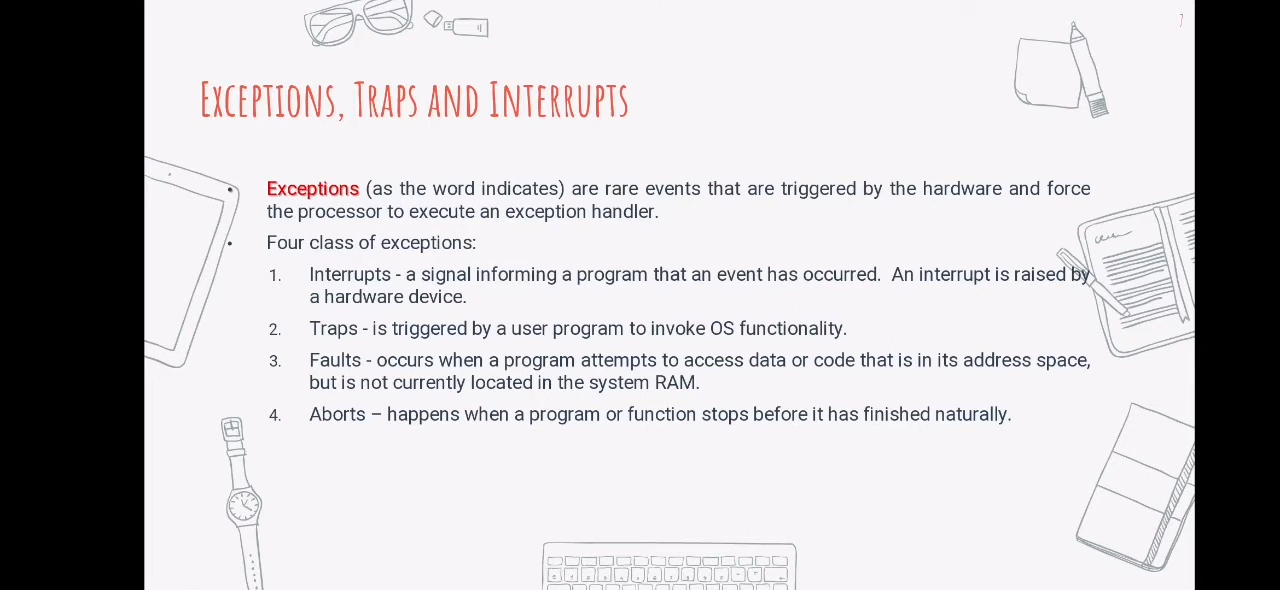 7
EXCEPTIONS, TRAPS AND INTERRUPTS
• Exceptions (as the word indicates) are rare events that are triggered by the hardware and force
the processor to execute an exception handler.
• Four class of exceptions:
1. Interrupts - a signal informing a program that an event has occurred. An interrupt is raised by
a hardware device.
2. Traps - is triggered by a user program to invoke OS functionality.
3. Faults - occurs when a program attempts to access data or code that is in its address space,
but is not currently located in the system RAM.
4. Aborts – happens when a program or function stops before it has finished naturally.